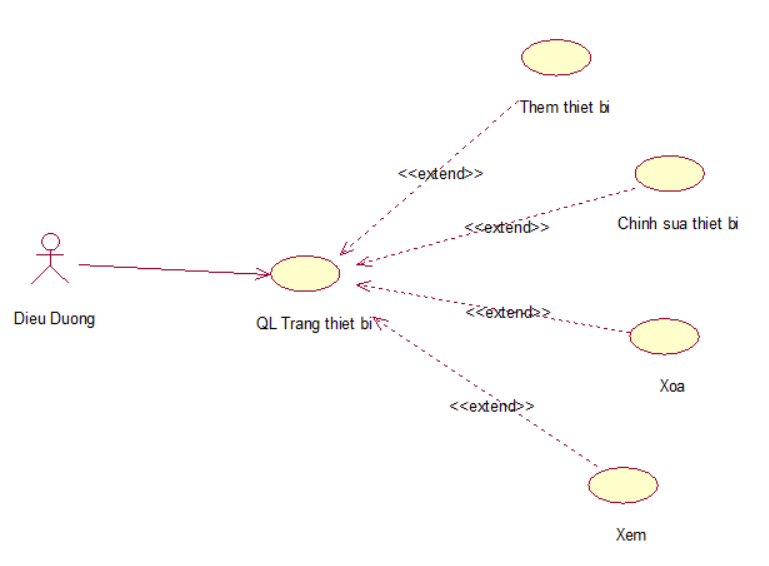 Them thiet bi
<<extend>>
Chinh sua thiet bi
<<extend>>
Dieu Duong
QL Trang thiet bi
<<extend>>
Xoa
<<extend>>
Xem